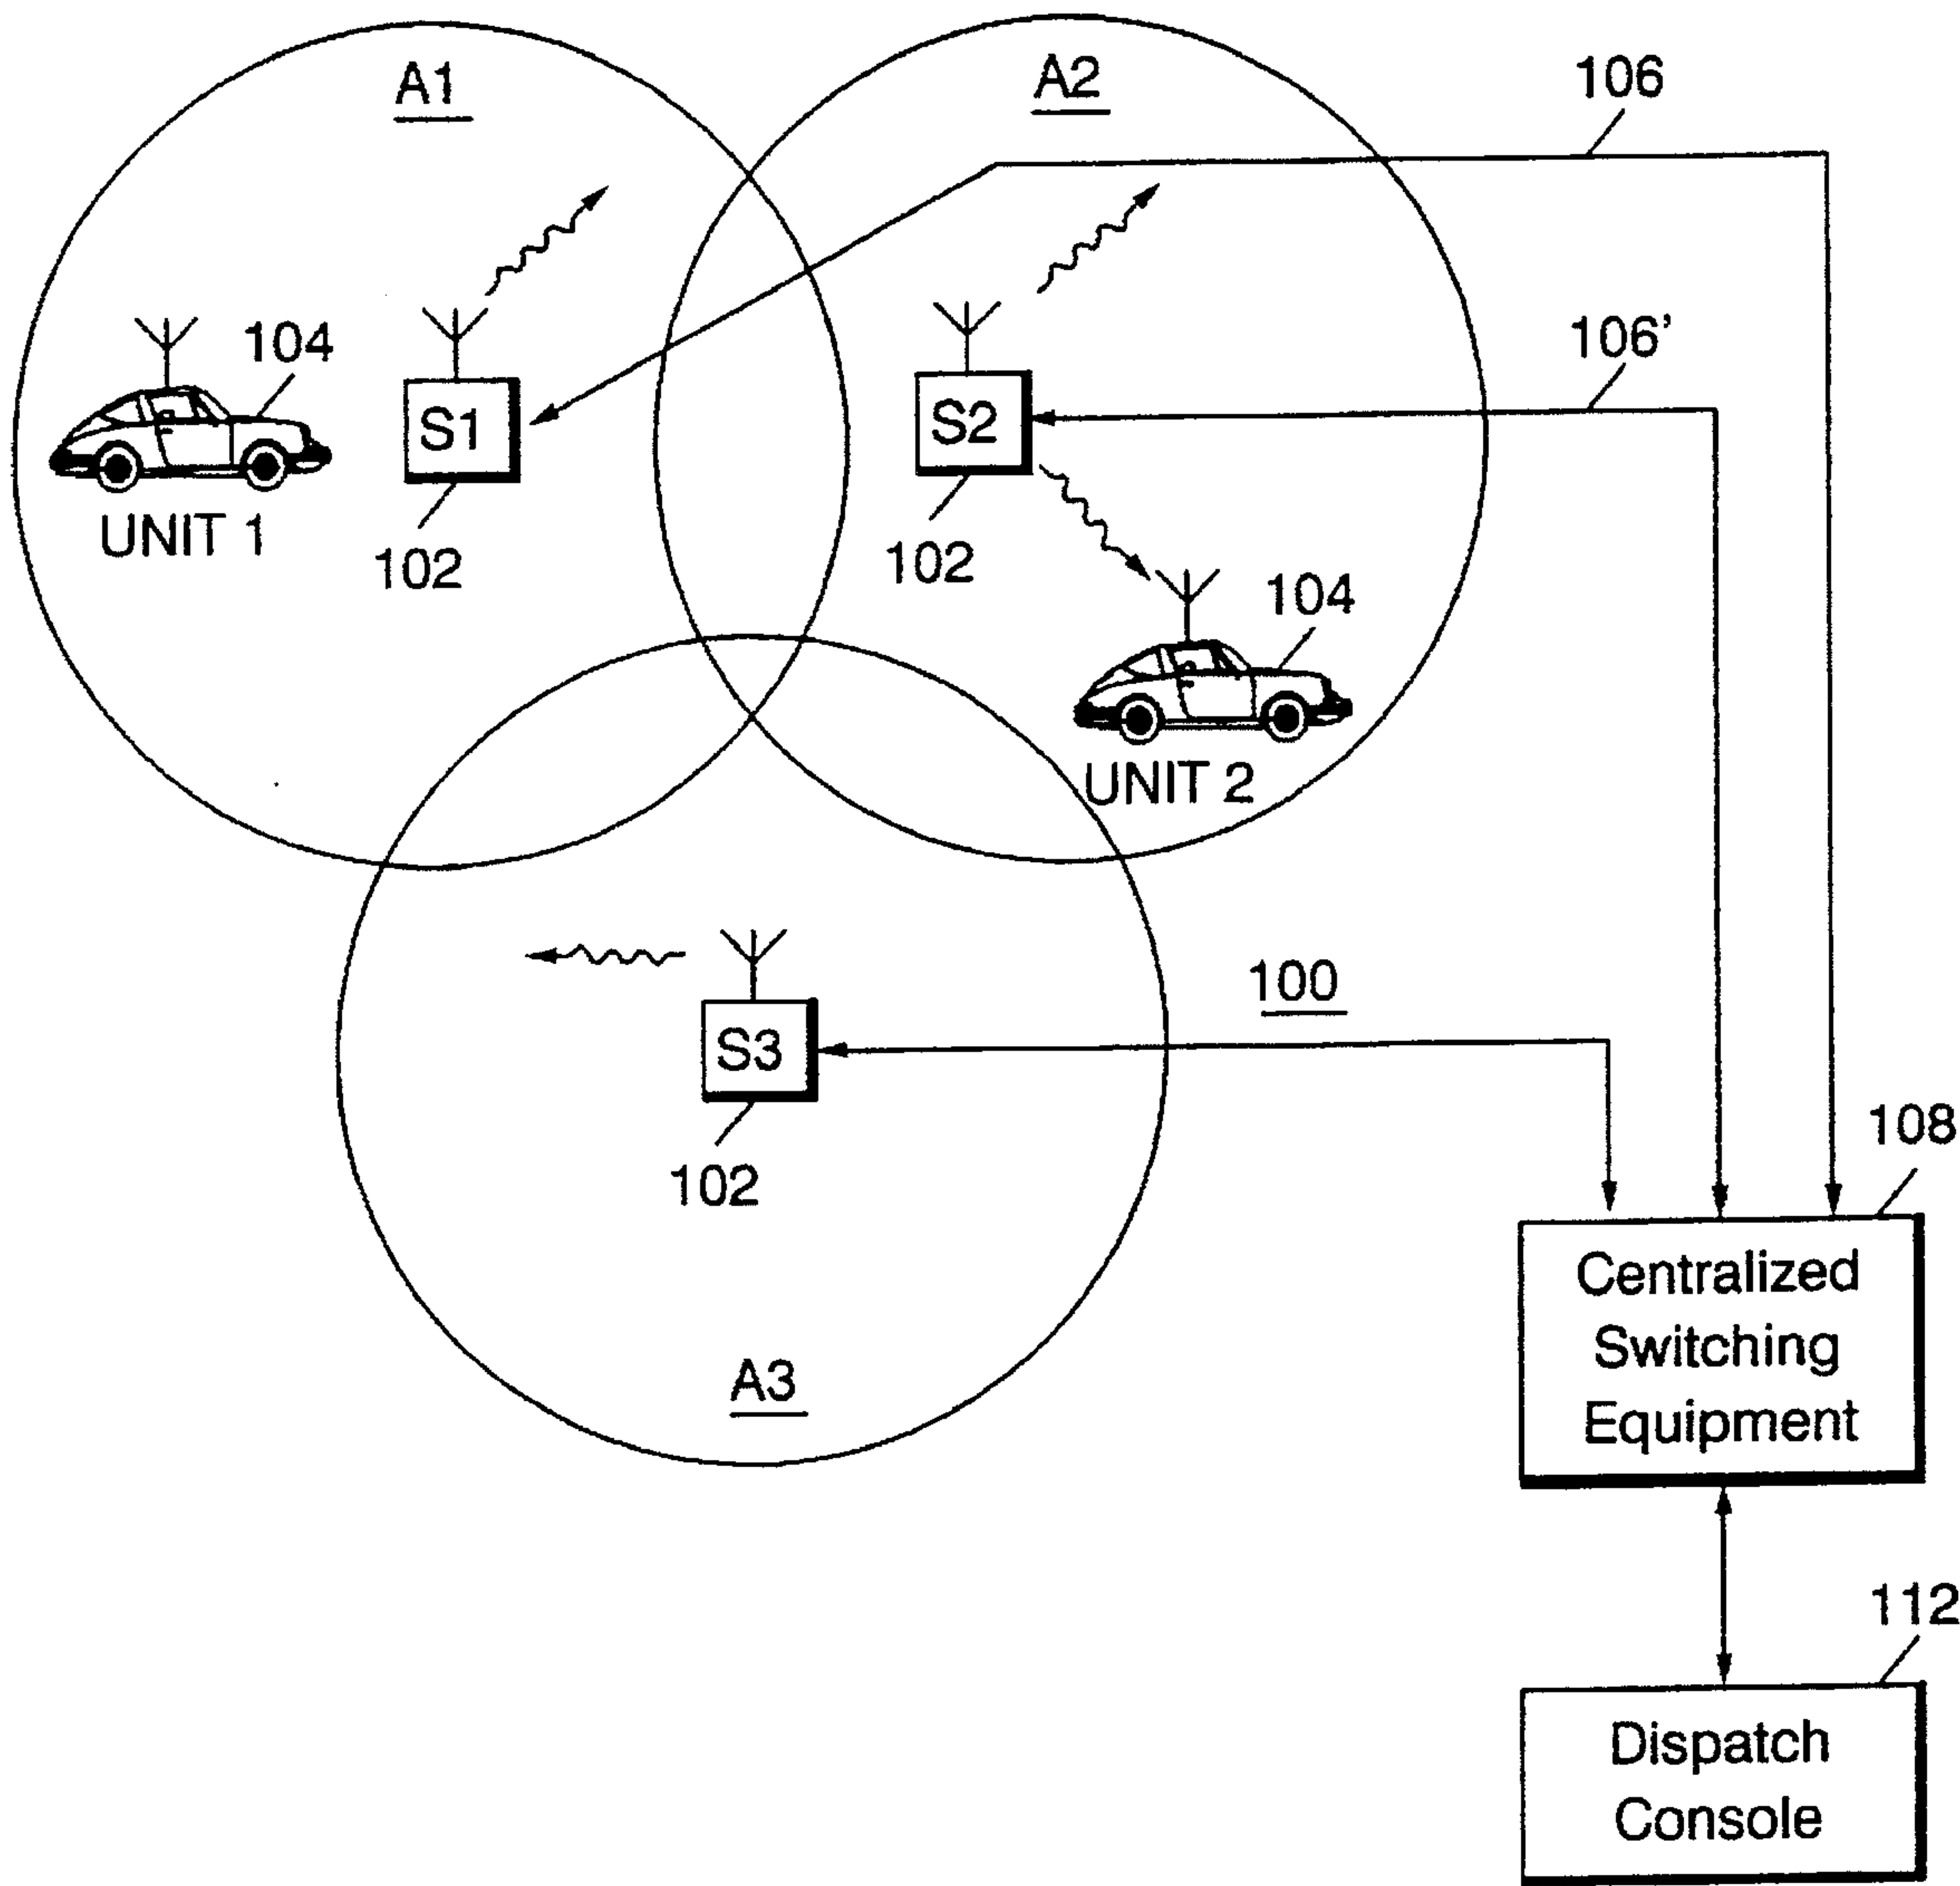 A1
A2
106
104
S1
S2
106’
UNIT 1
102
102
104
UNIT 2
100
S3
102
108
Centralized
Switching
Equipment
A3
112
Dispatch
Console